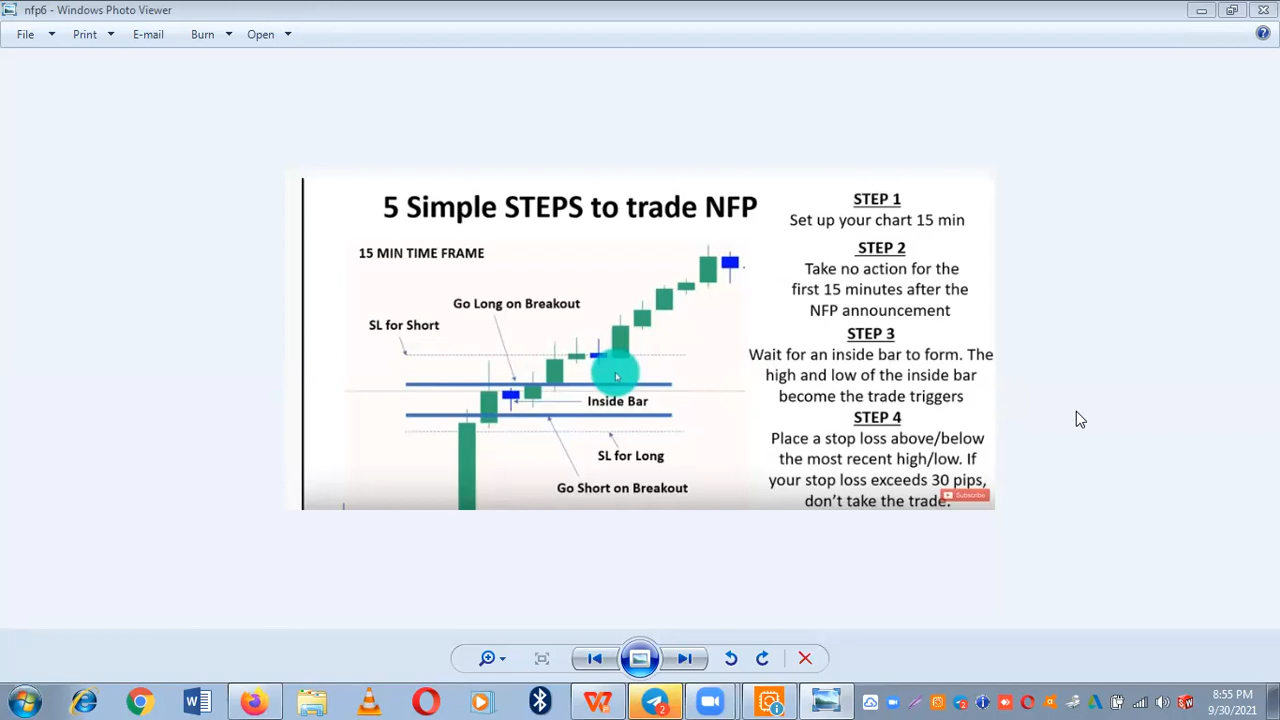 nfp6 - Windows Photo Viewer
File Print E-mail Burn Open
5 Simple STEPS to trade NFP
15 MIN TIME FRAME
Go Long on Breakout
SL for Short
Inside Bar
SL for Long
Go Short on Breakout
STEP 1
Set up your chart 15 min
STEP 2
Take no action for the
first 15 minutes after the
NFP announcement
STEP 3
Wait for an inside bar to form. The
high and low of the inside bar
become the trade triggers
STEP 4
Place a stop loss above/below
the most recent high/low. If
your stop loss exceeds 30 pips,
don't take the trade.
Subscribe
2
8:55 PM
9/30/2021